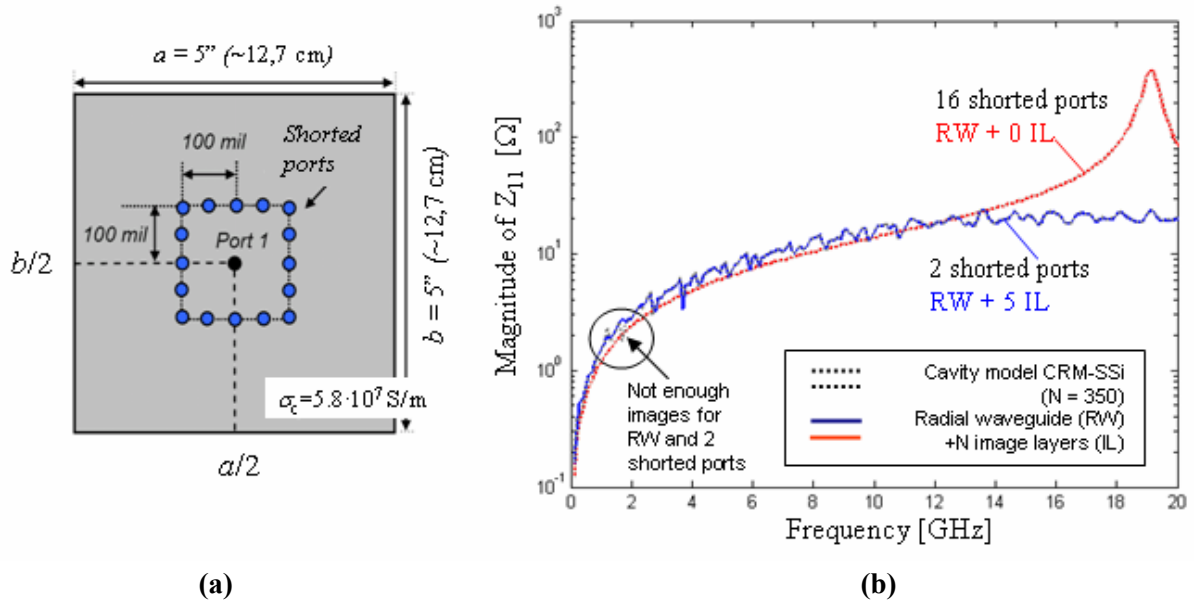 a = 5” (~12,7 cm)
100 mil
Shorted
ports
100 mil
Port 1
b/2
b = 5” (~12,7 cm)
σc=5.8·10⁷ S/m
a/2
(a)
Magnitude of Z₁₁ [Ω]
10³
10²
10¹
10⁰
10⁻¹
16 shorted ports
RW + 0 IL
2 shorted ports
RW + 5 IL
Not enough
images for
RW and 2
shorted ports
Cavity model CRM-SSi
(N = 350)
Radial waveguide (RW)
+N image layers (IL)
0 2 4 6 8 10 12 14 16 18 20
Frequency [GHz]
(b)